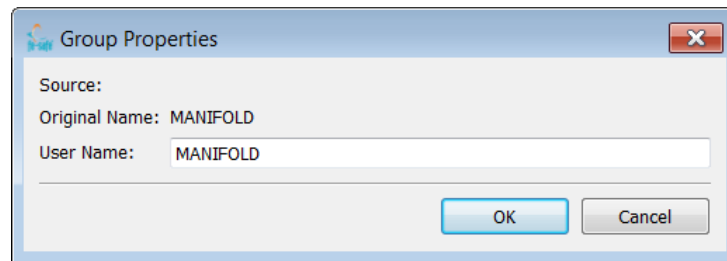 Group Properties
Source:
Original Name: MANIFOLD
User Name: MANIFOLD
OK Cancel